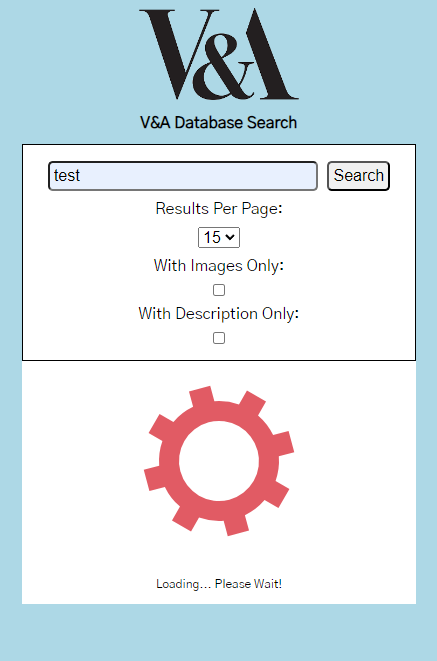 V&A
V&A Database Search
test Search
Results Per Page:
15
With Images Only:
With Description Only:
Loading... Please Wait!